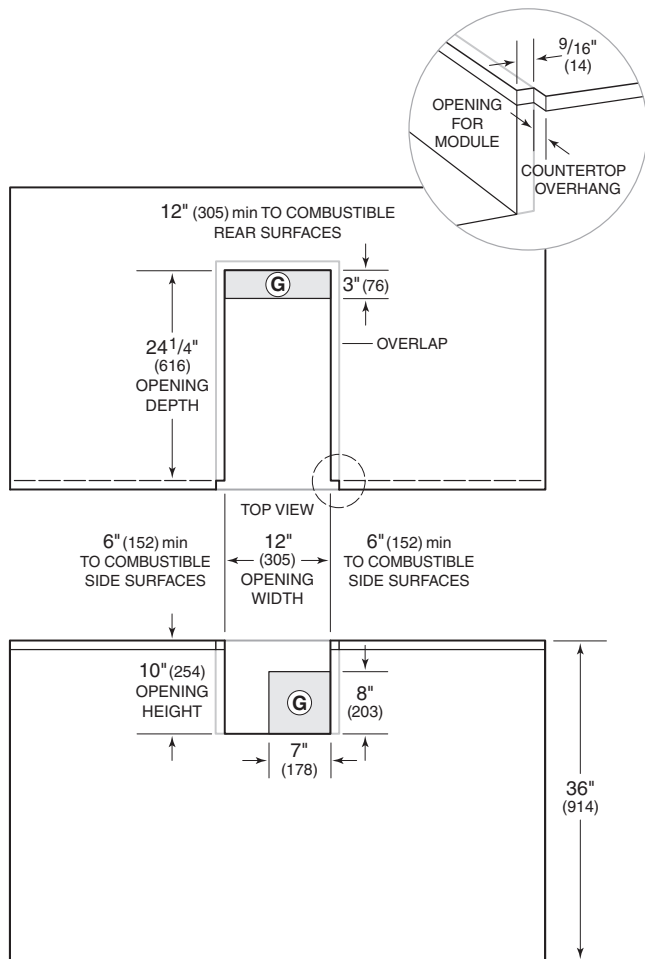 9/16"
(14)
OPENING
FOR
MODULE
COUNTERTOP
OVERHANG
12" (305) min TO COMBUSTIBLE
REAR SURFACES
G
3" (76)
24 1/4"
(616)
OPENING
DEPTH
OVERLAP
TOP VIEW
6" (152) min
TO COMBUSTIBLE
SIDE SURFACES
12"
(305)
OPENING
WIDTH
6" (152) min
TO COMBUSTIBLE
SIDE SURFACES
10" (254)
OPENING
HEIGHT
G
8"
(203)
7"
(178)
36"
(914)